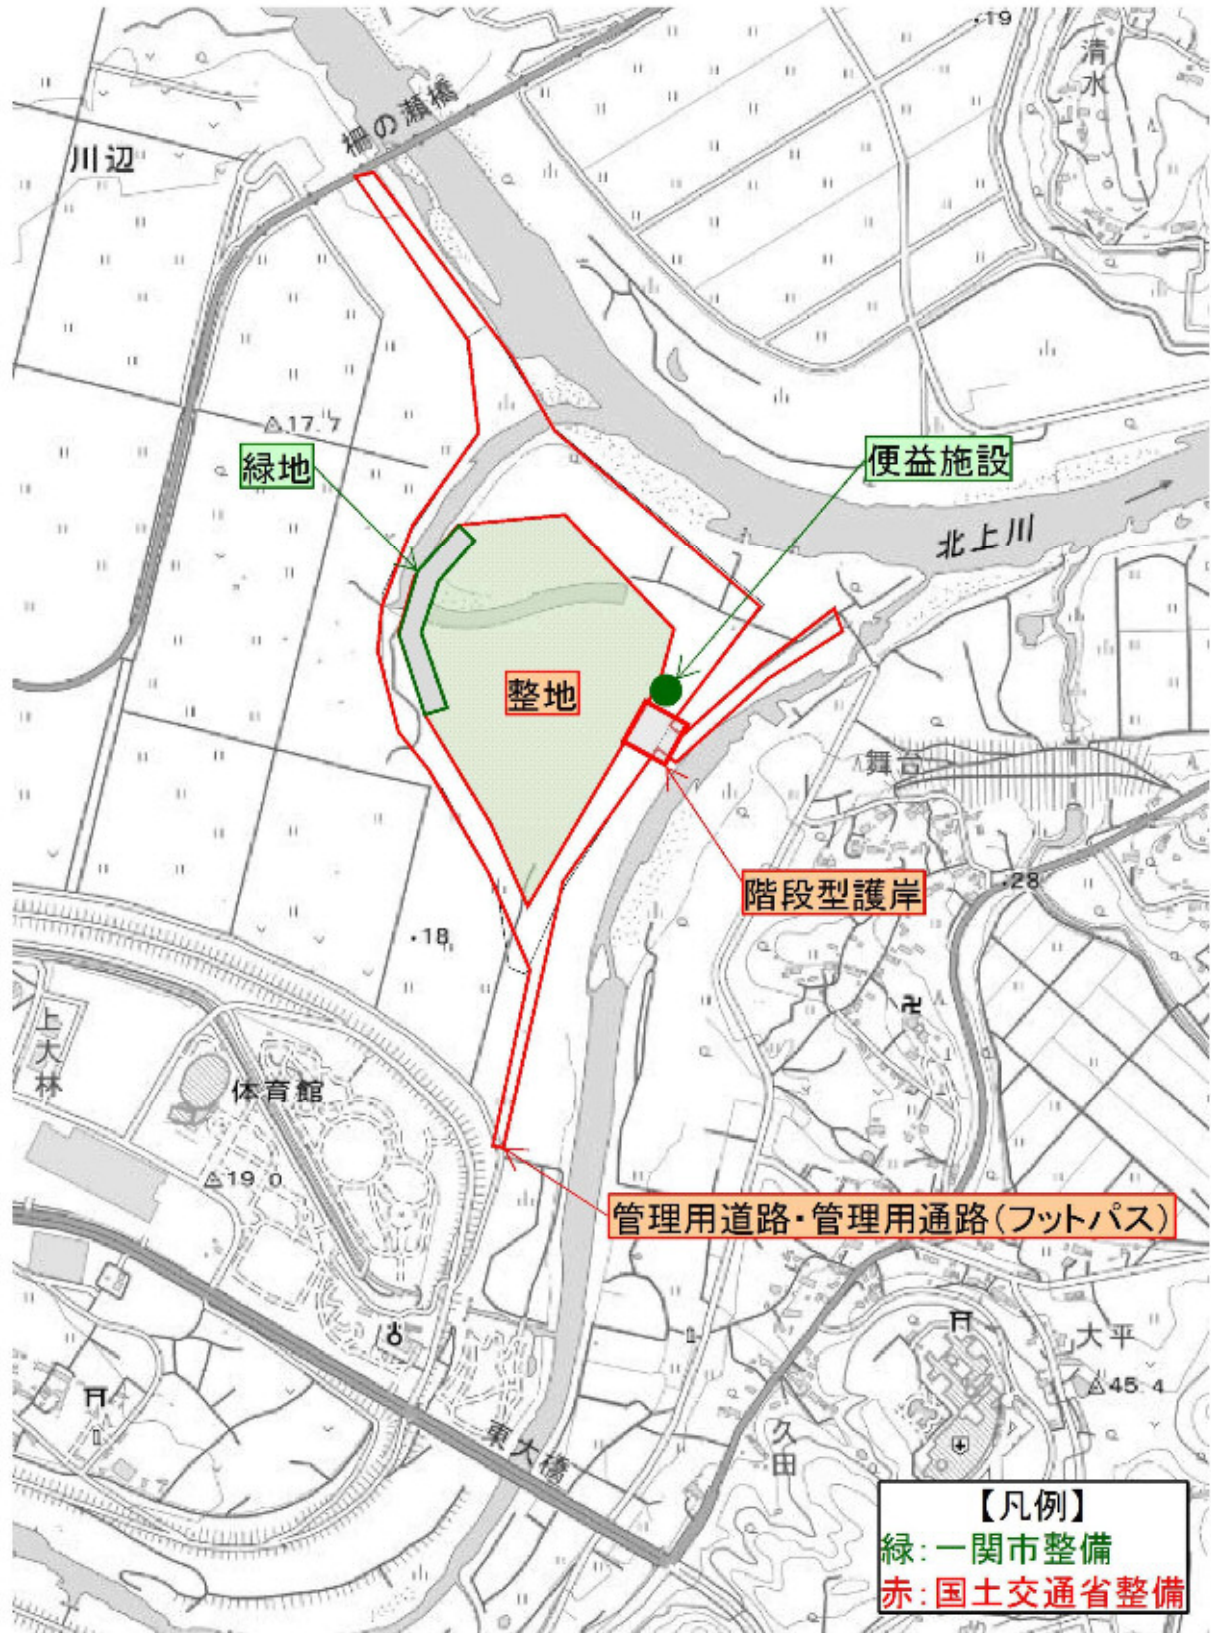 ・19
清水
柵の瀬橋
川辺
△17.7
緑地
便益施設
北上川
整地
舞台
階段型護岸
・28
・18
上大林
体育館
△19.0
管理用道路・管理用通路(フットパス)
大平
△45.4
東大橋
久田
【凡例】
緑:一関市整備
赤:国土交通省整備